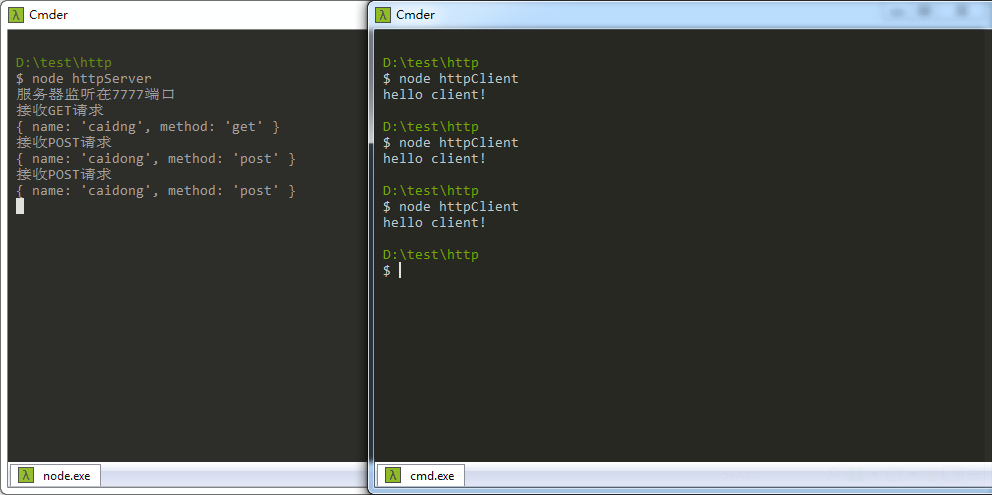 Cmder
D:\test\http
$ node httpServer
服务器监听在7777端口
接收GET请求
{ name: 'caidng', method: 'get' }
接收POST请求
{ name: 'caidong', method: 'post' }
接收POST请求
{ name: 'caidong', method: 'post' }
node.exe
Cmder
D:\test\http
$ node httpClient
hello client!
D:\test\http
$ node httpClient
hello client!
D:\test\http
$ node httpClient
hello client!
D:\test\http
$
cmd.exe